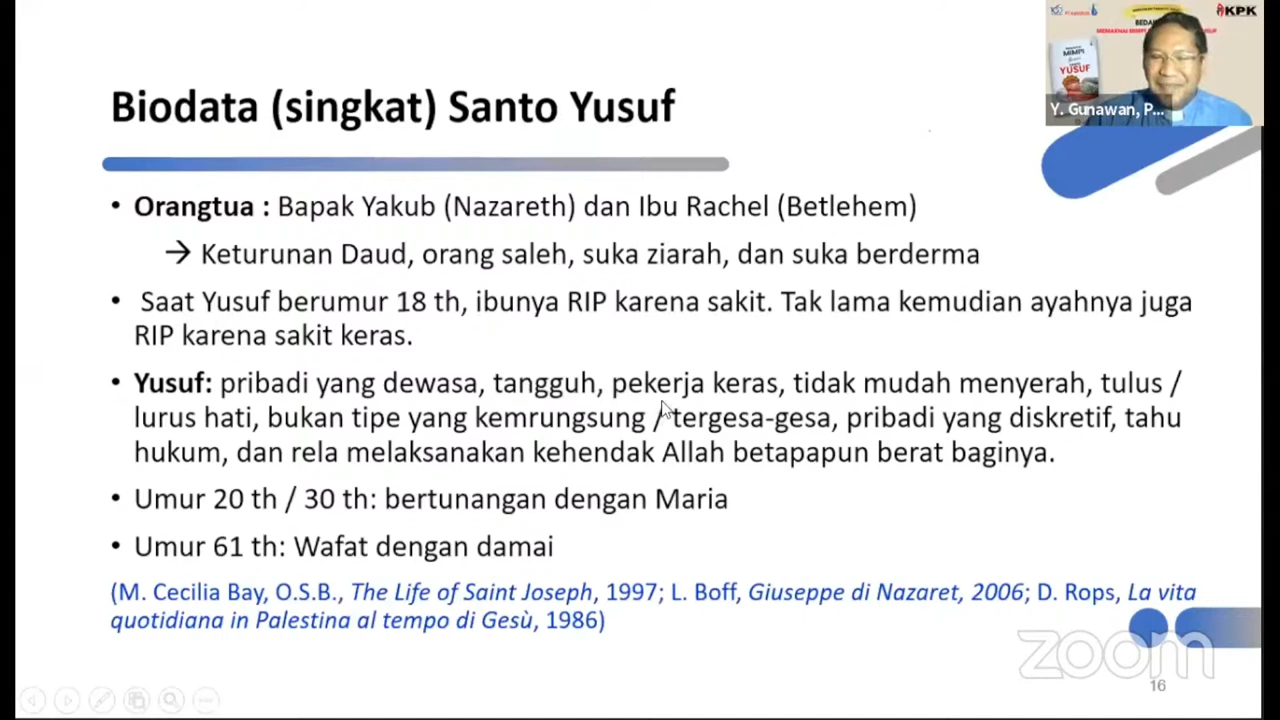 KPK
BEDA
MIMPI
YUSUF
Y. Gunawan, P...
Biodata (singkat) Santo Yusuf
• Orangtua : Bapak Yakub (Nazareth) dan Ibu Rachel (Betlehem)
→ Keturunan Daud, orang saleh, suka ziarah, dan suka berderma
• Saat Yusuf berumur 18 th, ibunya RIP karena sakit. Tak lama kemudian ayahnya juga
RIP karena sakit keras.
• Yusuf: pribadi yang dewasa, tangguh, pekerja keras, tidak mudah menyerah, tulus /
lurus hati, bukan tipe yang kemrungsung / tergesa-gesa, pribadi yang diskretif, tahu
hukum, dan rela melaksanakan kehendak Allah betapapun berat baginya.
• Umur 20 th / 30 th: bertunangan dengan Maria
• Umur 61 th: Wafat dengan damai
(M. Cecilia Bay, O.S.B., The Life of Saint Joseph, 1997; L. Boff, Giuseppe di Nazaret, 2006; D. Rops, La vita
quotidiana in Palestina al tempo di Gesù, 1986)
zoom
16